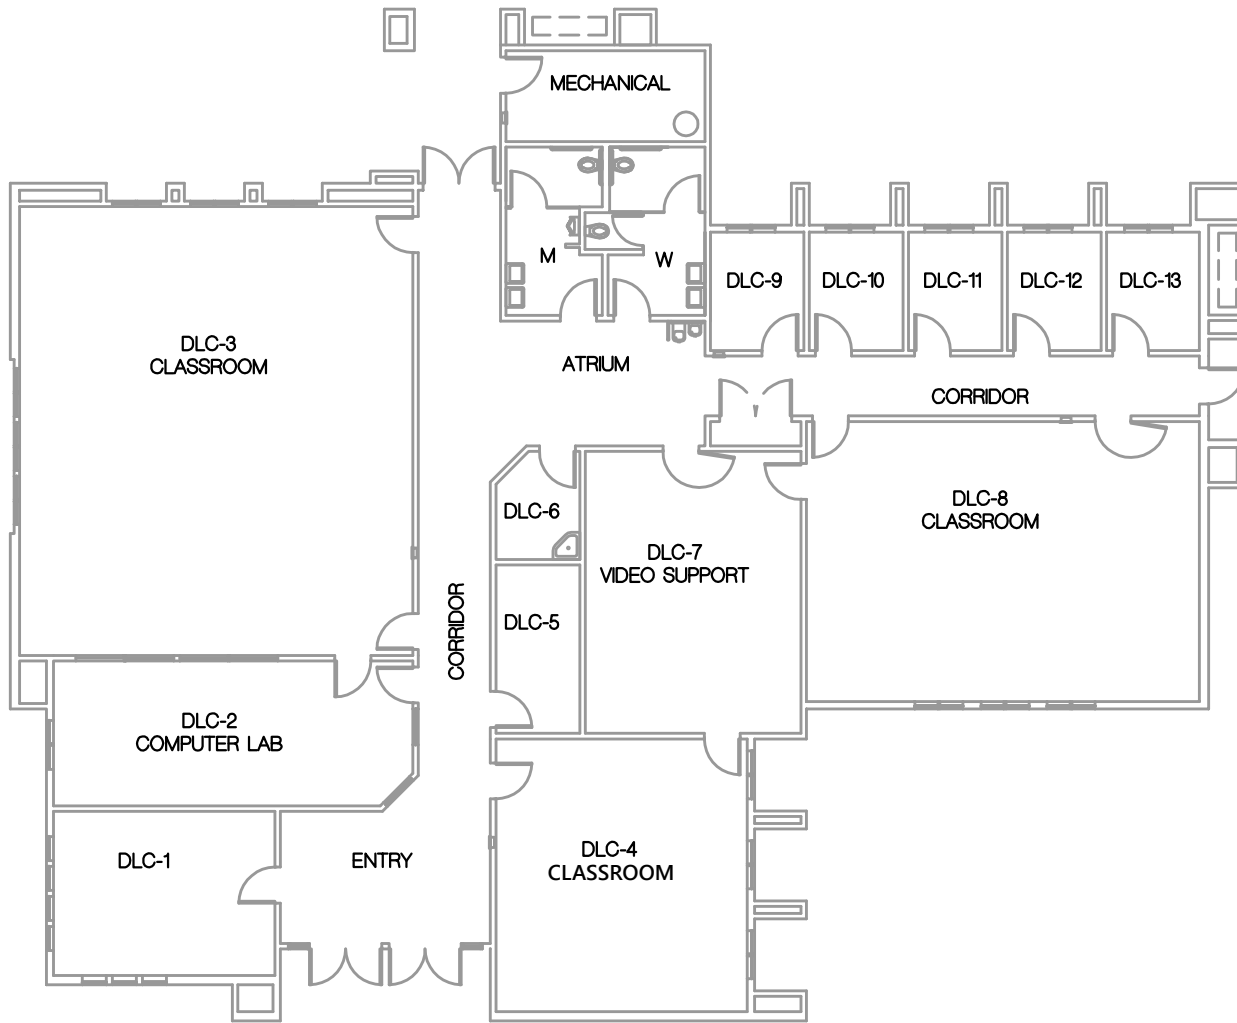 MECHANICAL
M
W
DLC-9
DLC-10
DLC-11
DLC-12
DLC-13
DLC-3
CLASSROOM
ATRIUM
CORRIDOR
DLC-6
DLC-8
CLASSROOM
DLC-7
VIDEO SUPPORT
DLC-5
CORRIDOR
DLC-2
COMPUTER LAB
DLC-1
ENTRY
DLC-4
CLASSROOM